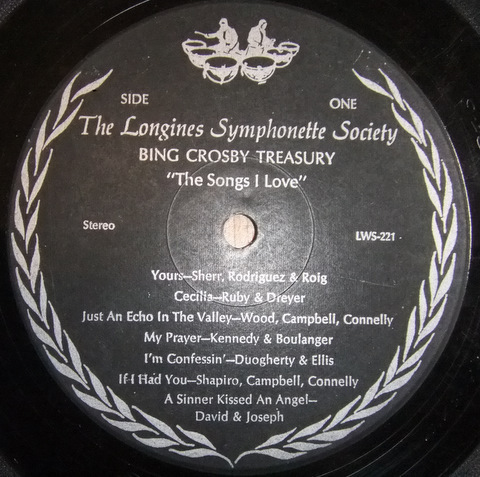 SIDE ONE
The Longines Symphonette Society
BING CROSBY TREASURY
"The Songs I Love"
Stereo LWS-221
Yours—Sherr, Rodriguez & Roig
Cecilia—Ruby & Dreyer
Just An Echo In The Valley—Wood, Campbell, Connelly
My Prayer—Kennedy & Boulanger
I'm Confessin'—Duogherty & Ellis
If I Had You—Shapiro, Campbell, Connelly
A Sinner Kissed An Angel—
David & Joseph